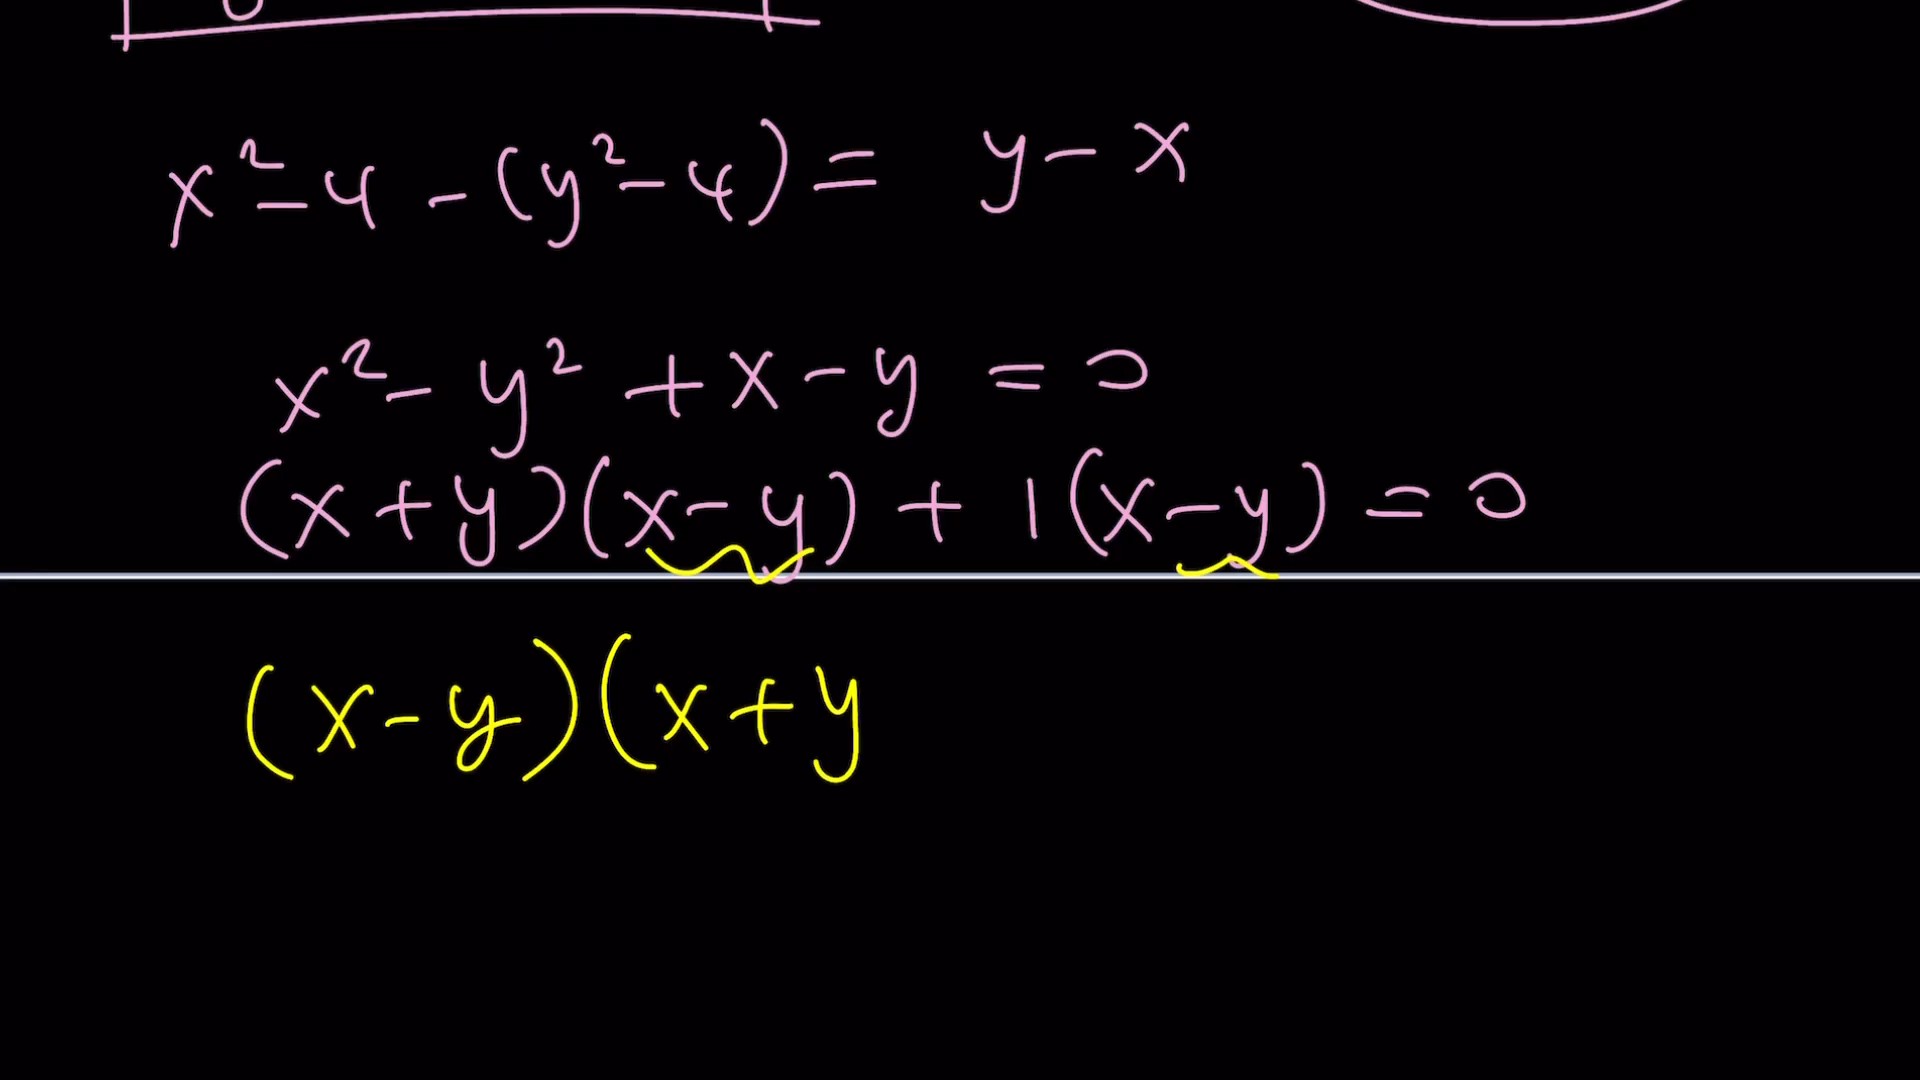 x² - 4 - (y² - 4) = y - x
x² - y² + x - y = 0
(x + y)(x - y) + 1(x - y) = 0
(x - y)(x + y